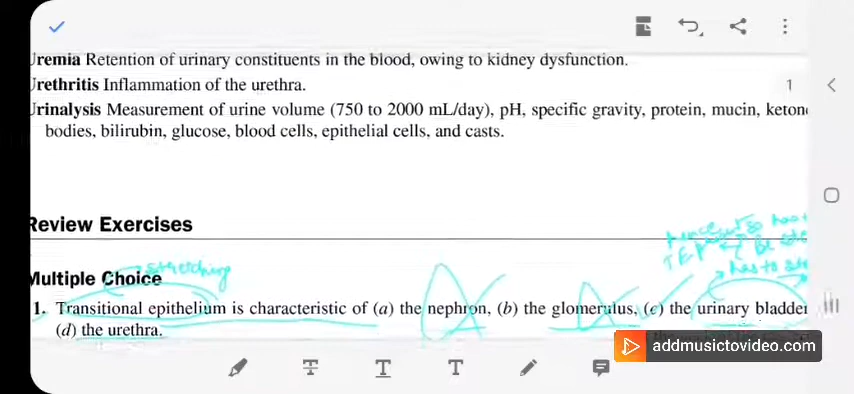 Uremia Retention of urinary constituents in the blood, owing to kidney dysfunction.
Urethritis Inflammation of the urethra.
1
Urinalysis Measurement of urine volume (750 to 2000 mL/day), pH, specific gravity, protein, mucin, ketone
bodies, bilirubin, glucose, blood cells, epithelial cells, and casts.
Review Exercises
stretching
has to
Multiple Choice
1. Transitional epithelium is characteristic of (a) the nephron, (b) the glomerulus, (c) the urinary bladder
(d) the urethra.
addmusictovideo.com
T T T